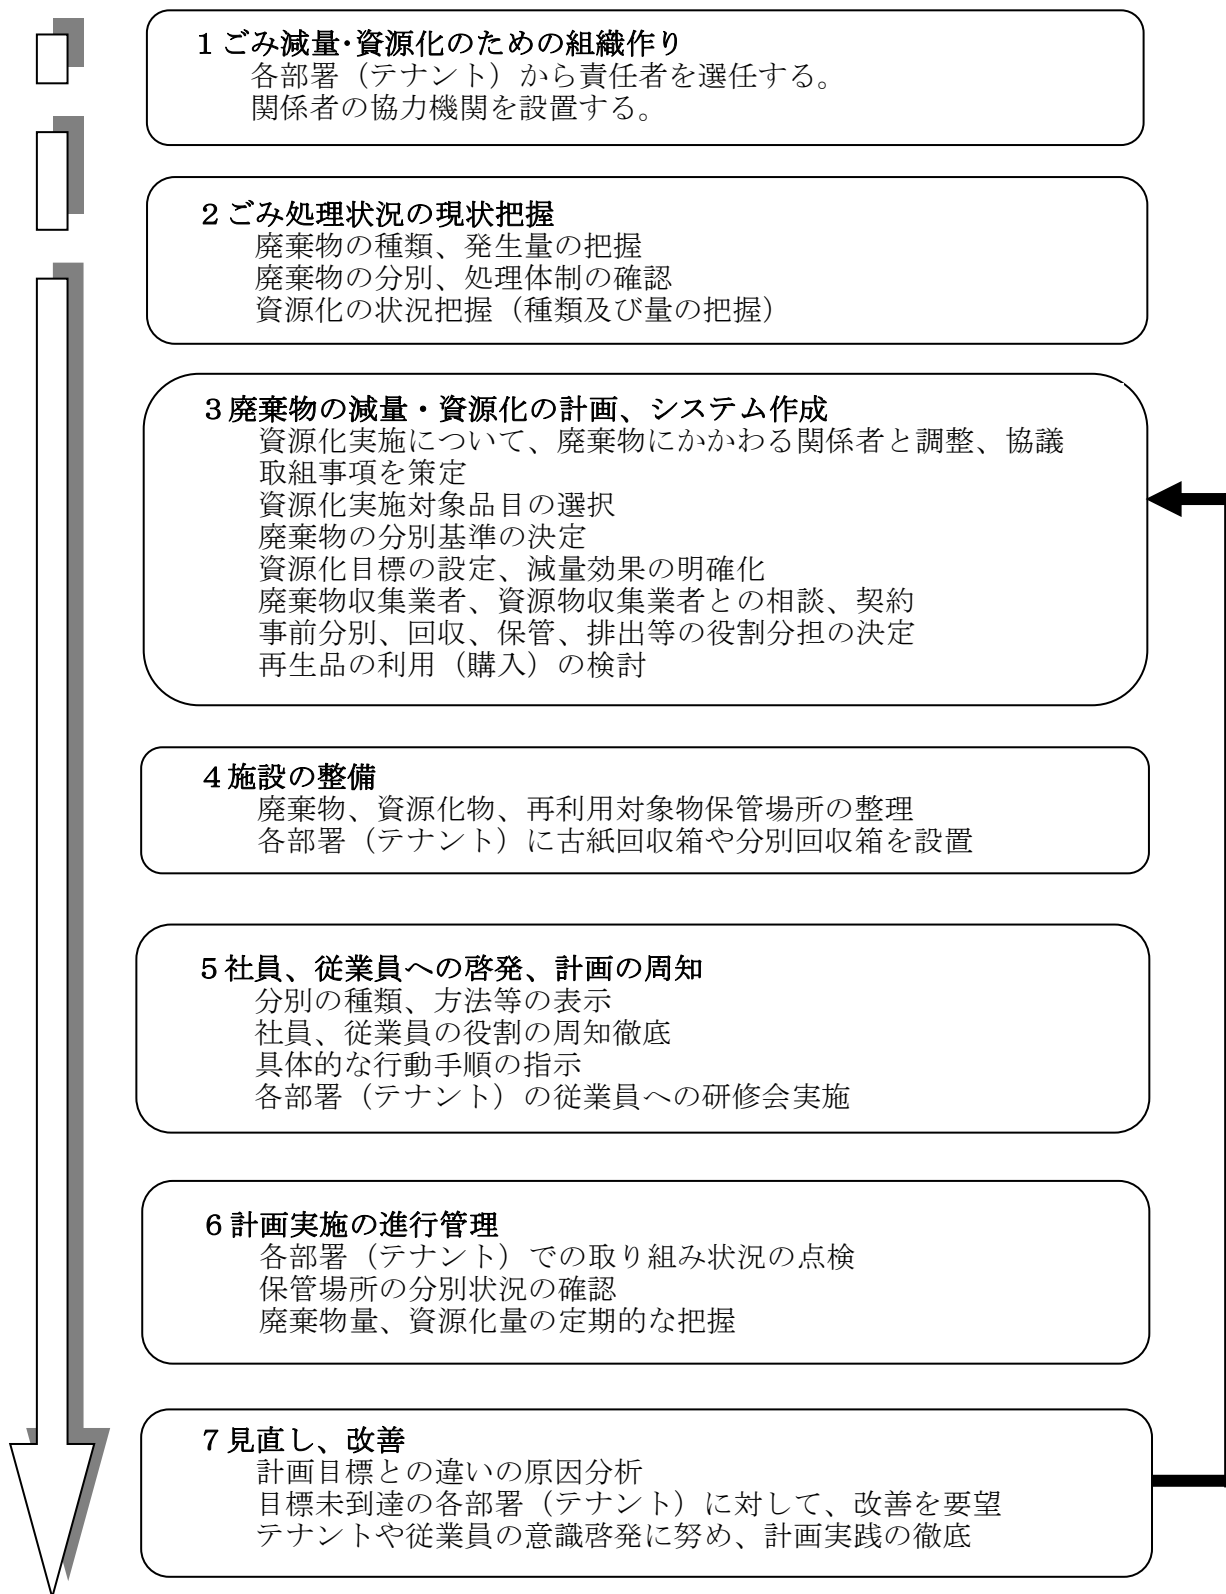 １ごみ減量･資源化のための組織作り
各部署（テナント）から責任者を選任する。
関係者の協力機関を設置する。
２ごみ処理状況の現状把握
廃棄物の種類、発生量の把握
廃棄物の分別、処理体制の確認
資源化の状況把握（種類及び量の把握）
３廃棄物の減量・資源化の計画、システム作成
資源化実施について、廃棄物にかかわる関係者と調整、協議
取組事項を策定
資源化実施対象品目の選択
廃棄物の分別基準の決定
資源化目標の設定、減量効果の明確化
廃棄物収集業者、資源物収集業者との相談、契約
事前分別、回収、保管、排出等の役割分担の決定
再生品の利用（購入）の検討
４施設の整備
廃棄物、資源化物、再利用対象物保管場所の整理
各部署（テナント）に古紙回収箱や分別回収箱を設置
５社員、従業員への啓発、計画の周知
分別の種類、方法等の表示
社員、従業員の役割の周知徹底
具体的な行動手順の指示
各部署（テナント）の従業員への研修会実施
６計画実施の進行管理
各部署（テナント）での取り組み状況の点検
保管場所の分別状況の確認
廃棄物量、資源化量の定期的な把握
７見直し、改善
計画目標との違いの原因分析
目標未到達の各部署（テナント）に対して、改善を要望
テナントや従業員の意識啓発に努め、計画実践の徹底